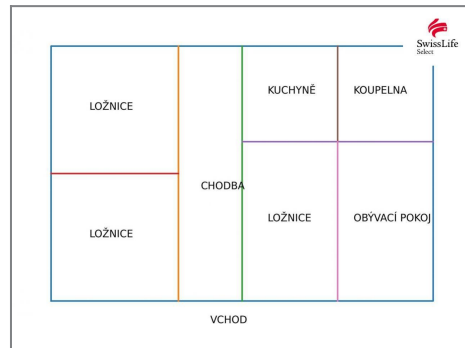 SwissLife
Select
KUCHYNĚ
KOUPELNA
LOŽNICE
CHODBA
LOŽNICE
LOŽNICE
OBÝVACÍ POKOJ
VCHOD